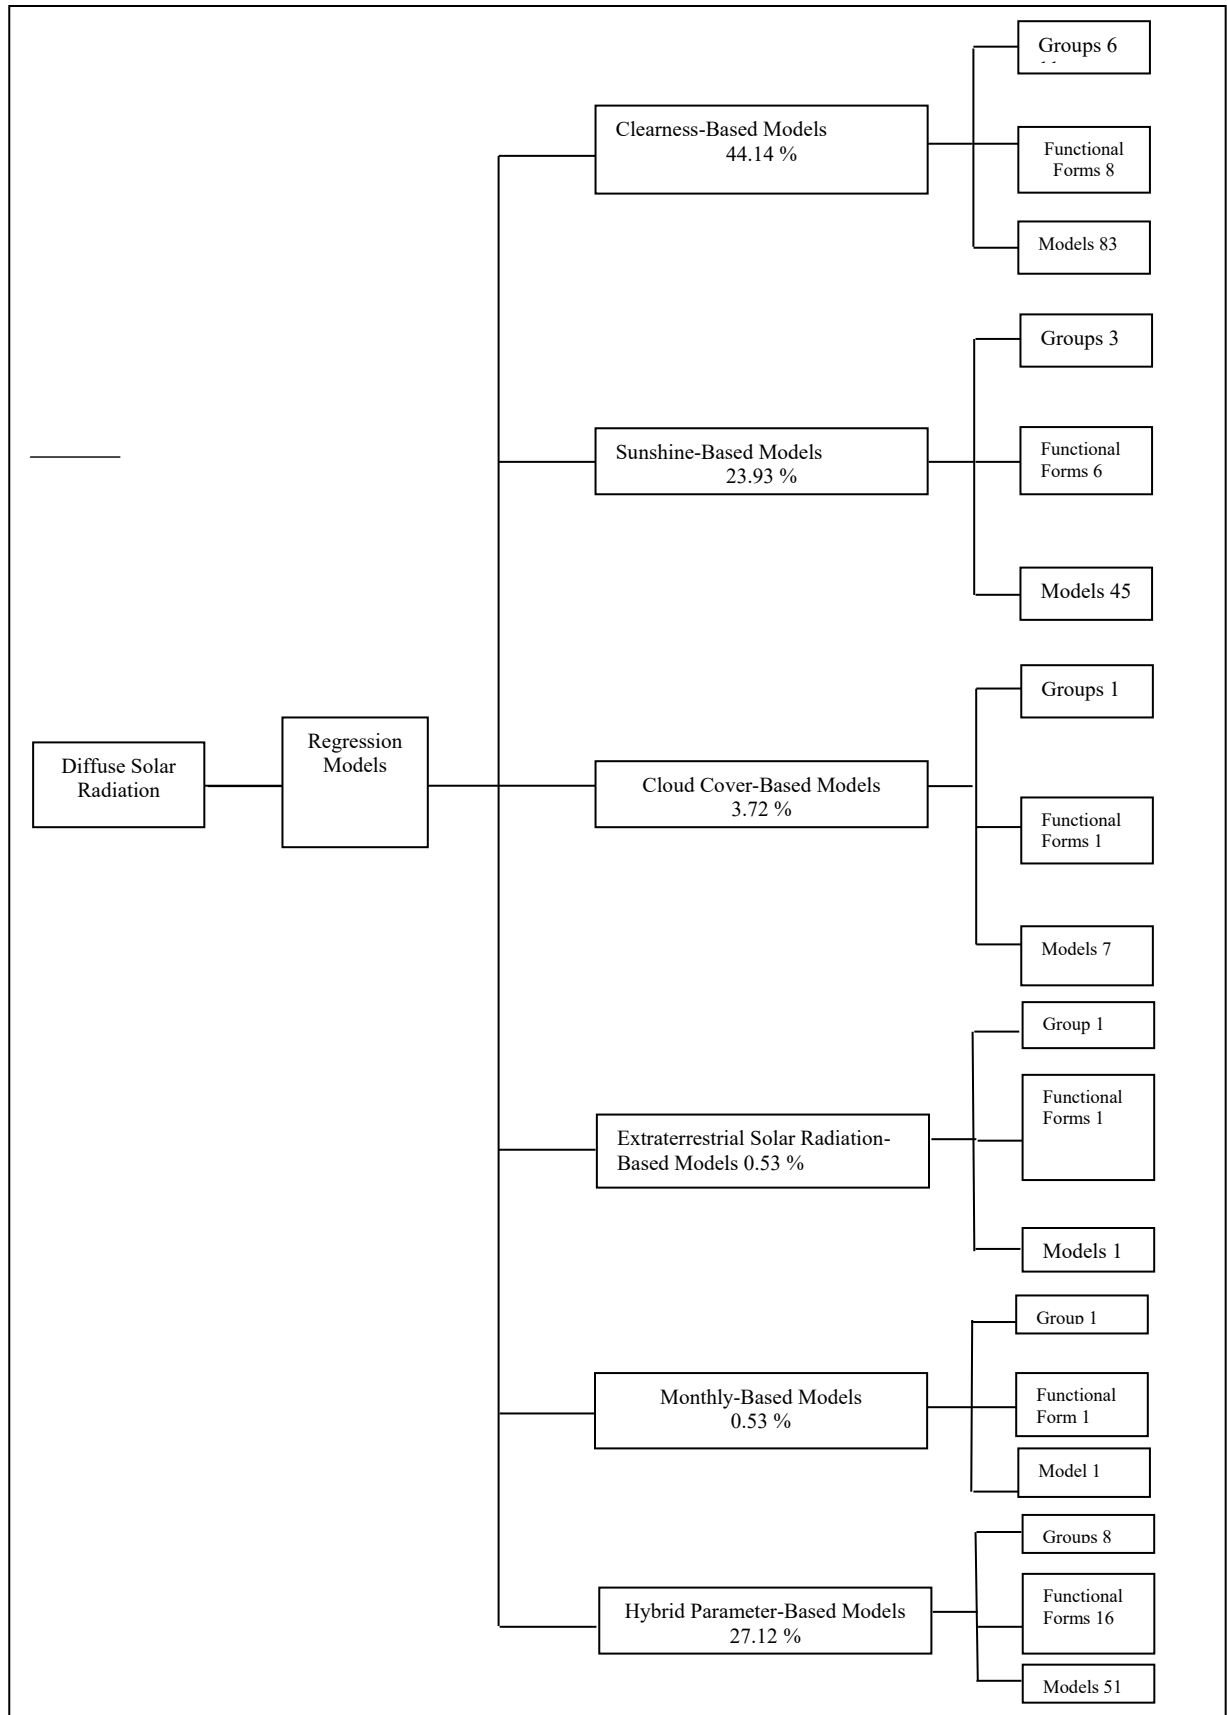 Groups 6
Clearness-Based Models
44.14 %
Functional
Forms 8
Models 83
Groups 3
Sunshine-Based Models
23.93 %
Functional
Forms 6
Models 45
Groups 1
Diffuse Solar
Radiation
Regression
Models
Cloud Cover-Based Models
3.72 %
Functional
Forms 1
Models 7
Group 1
Extraterrestrial Solar Radiation-
Based Models 0.53 %
Functional
Forms 1
Models 1
Group 1
Monthly-Based Models
0.53 %
Functional
Form 1
Model 1
Groups 8
Hybrid Parameter-Based Models
27.12 %
Functional
Forms 16
Models 51